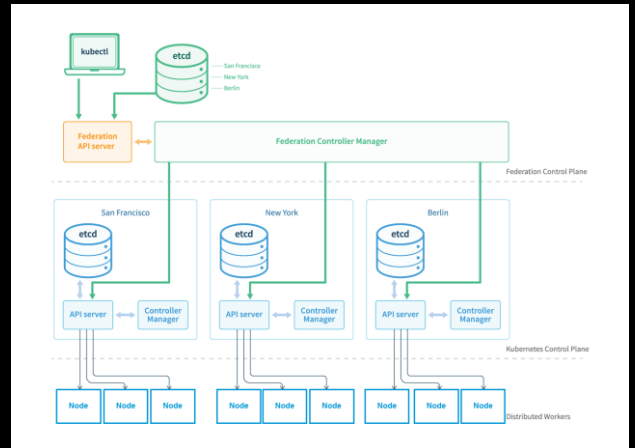 kubectl
etcd
San Francisco
New York
Berlin
Federation
API server
Federation Controller Manager
Federation Control Plane
San Francisco
New York
Berlin
etcd
etcd
etcd
API server
Controller
Manager
API server
Controller
Manager
API server
Controller
Manager
Kubernetes Control Plane
Node
Node
Node
Node
Node
Node
Node
Node
Node
Distributed Workers